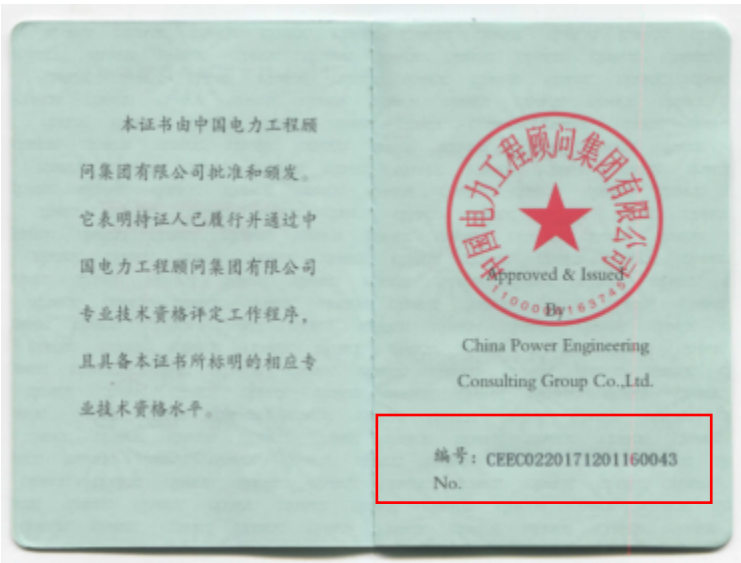 本证书由中国电力工程顾
问集团有限公司批准和颁发。
它表明持证人已履行并通过中
国电力工程顾问集团有限公司
专业技术资格评定工作程序，
且具备本证书所标明的相应专
业技术资格水平。
中国电力工程顾问集团有限公司
Approved & Issued
By
China Power Engineering
Consulting Group Co.,Ltd.
编号：CEEC0220171201160043
No.